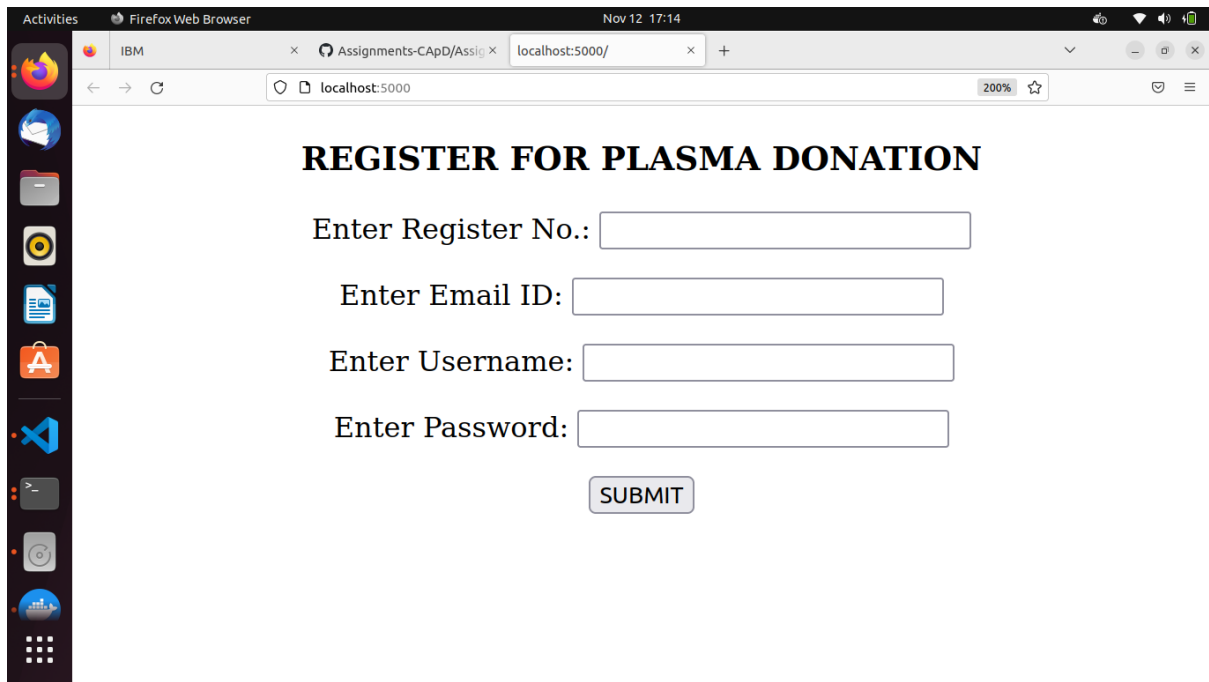 Activities Firefox Web Browser Nov 12 17:14
IBM Assignments-CApD/Assig localhost:5000/
localhost:5000 200%
REGISTER FOR PLASMA DONATION
Enter Register No.:
Enter Email ID:
Enter Username:
Enter Password:
SUBMIT